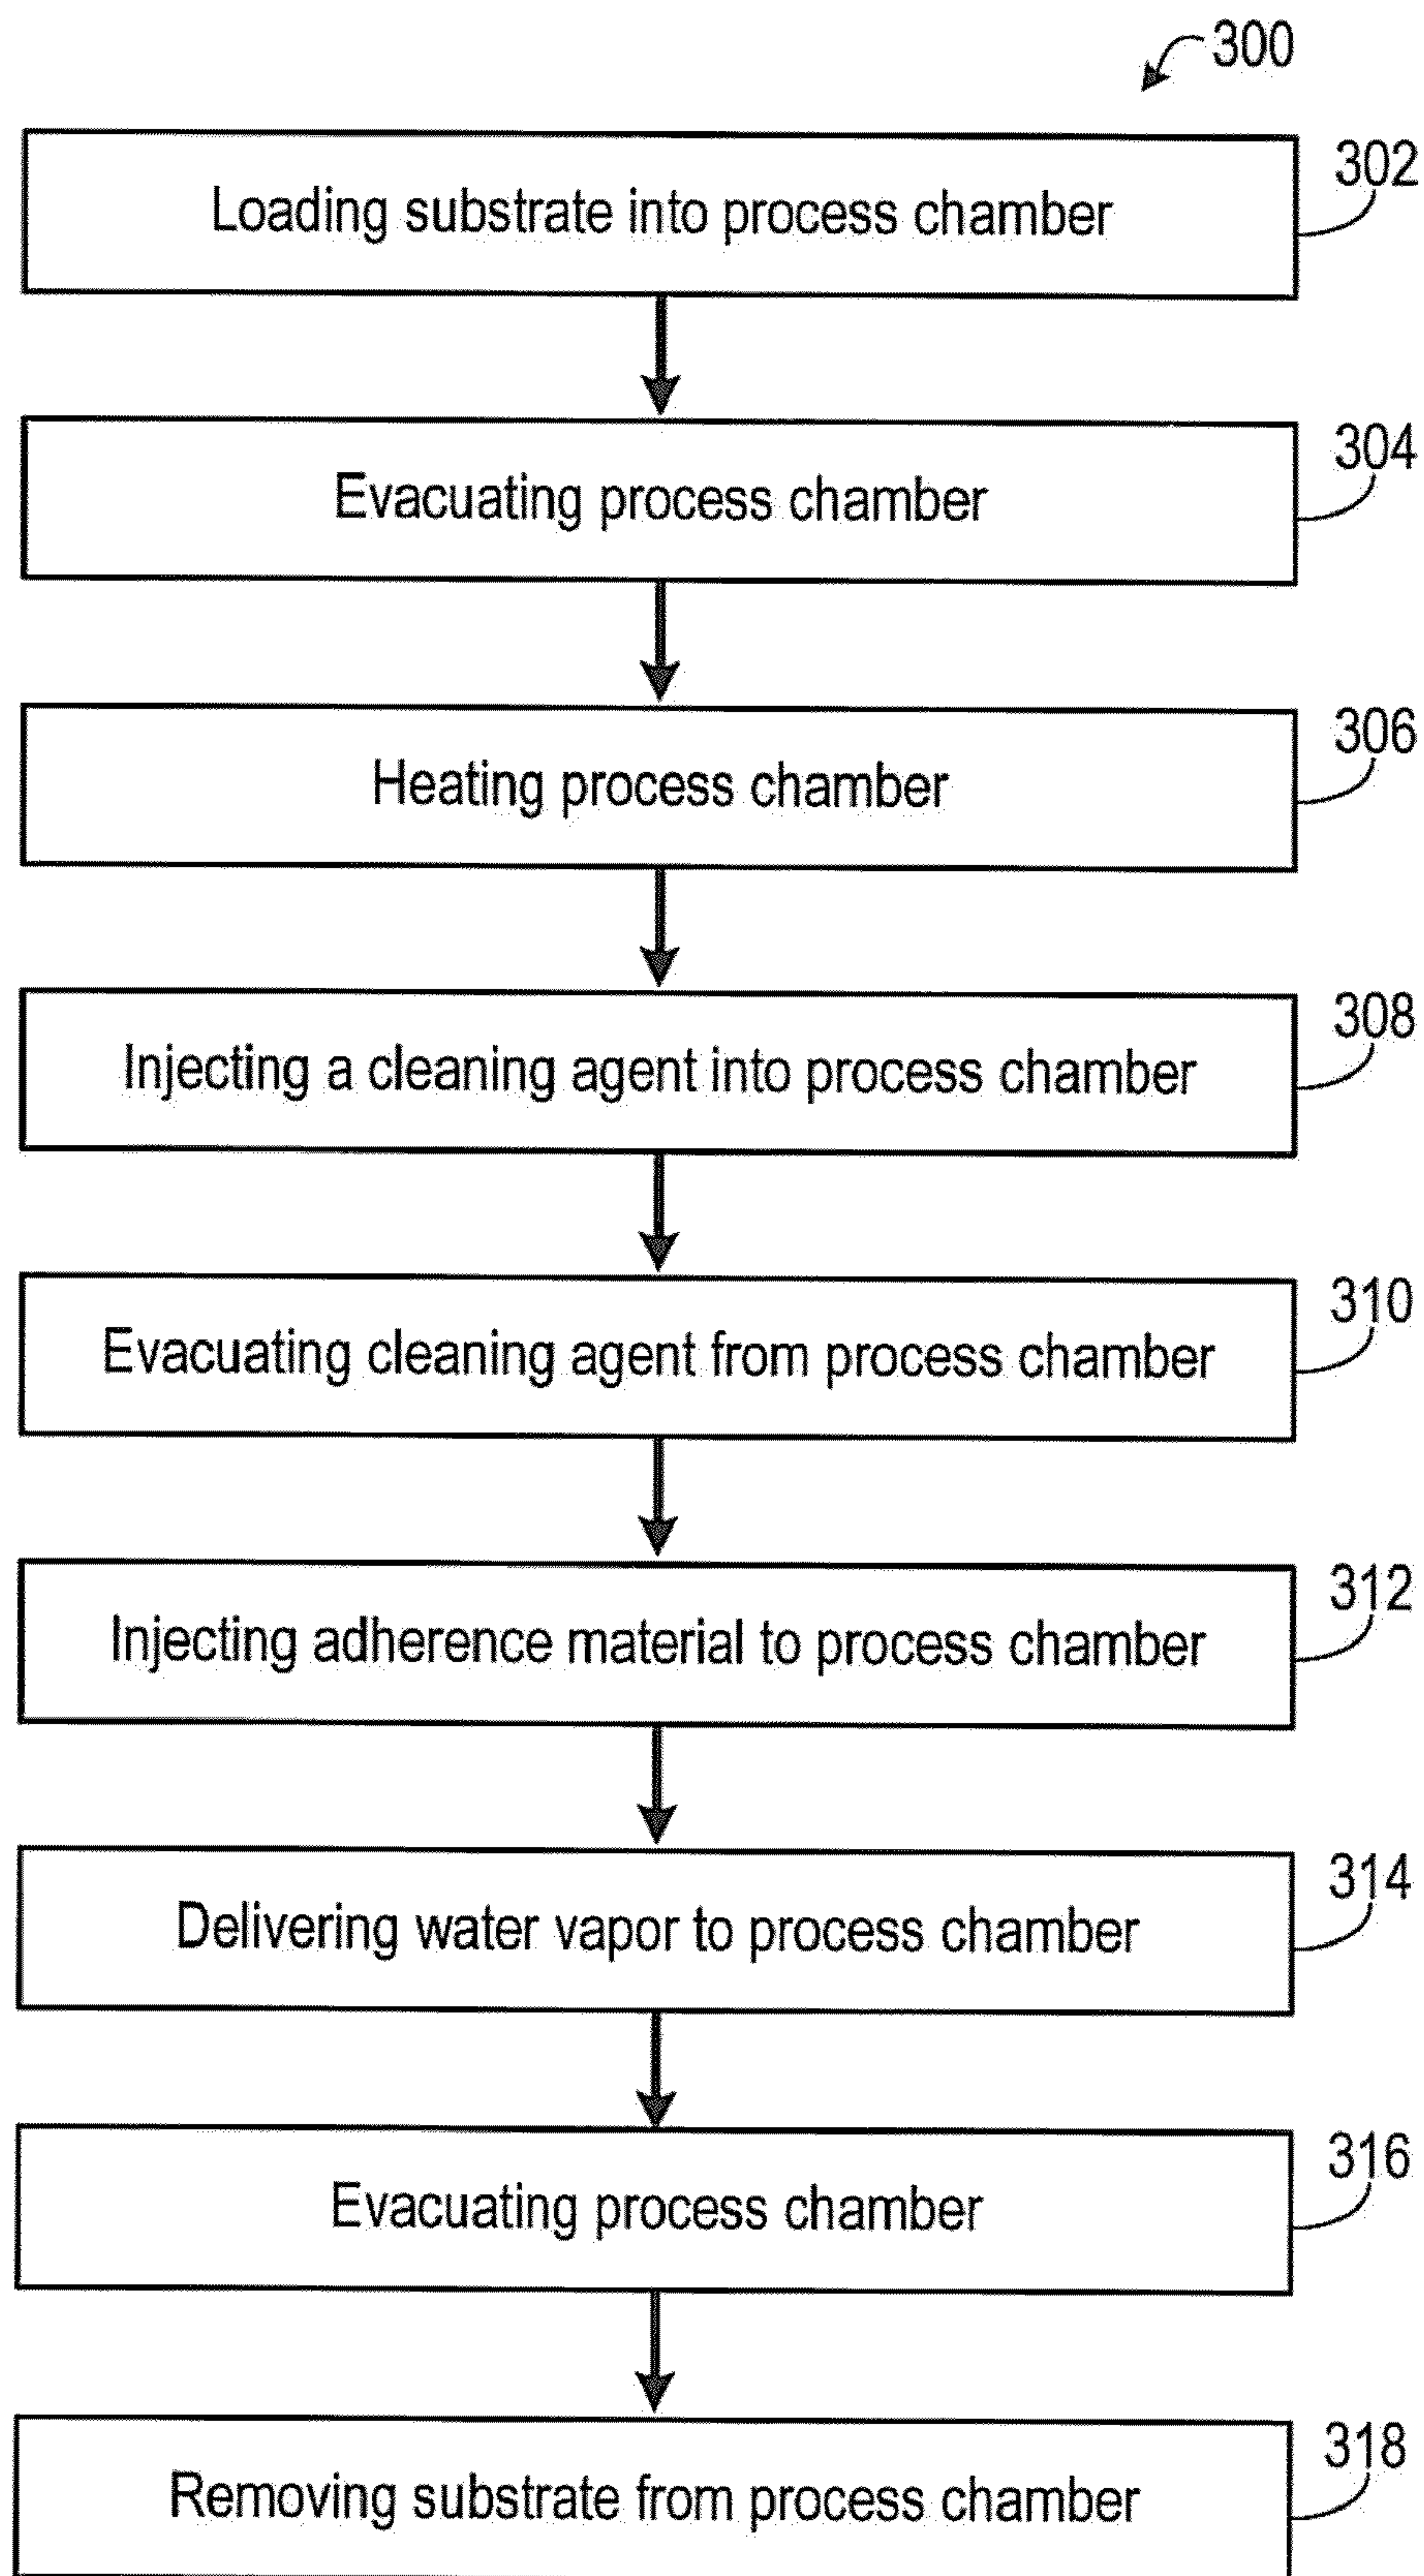 300
Loading substrate into process chamber
302
Evacuating process chamber
304
Heating process chamber
306
Injecting a cleaning agent into process chamber
308
Evacuating cleaning agent from process chamber
310
Injecting adherence material to process chamber
312
Delivering water vapor to process chamber
314
Evacuating process chamber
316
Removing substrate from process chamber
318